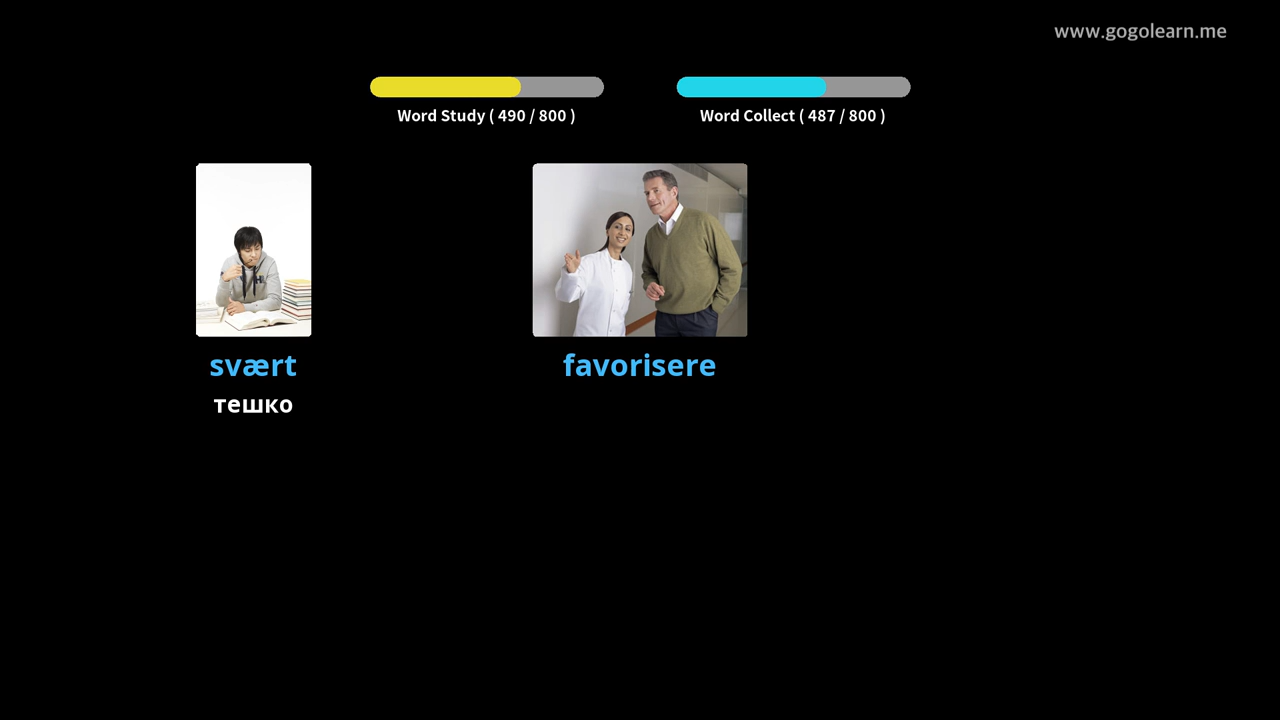 www.gogolearn.me
Word Study ( 490 / 800 )
Word Collect ( 487 / 800 )
svært
favorisere
тешко